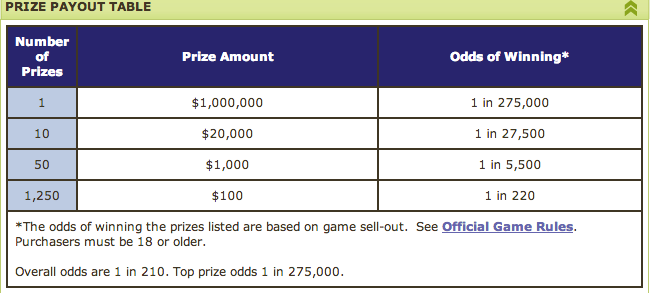 PRIZE PAYOUT TABLE
Number of Prizes Prize Amount Odds of Winning*
1 $1,000,000 1 in 275,000
10 $20,000 1 in 27,500
50 $1,000 1 in 5,500
1,250 $100 1 in 220
*The odds of winning the prizes listed are based on game sell-out. See Official Game Rules.
Purchasers must be 18 or older.
Overall odds are 1 in 210. Top prize odds 1 in 275,000.